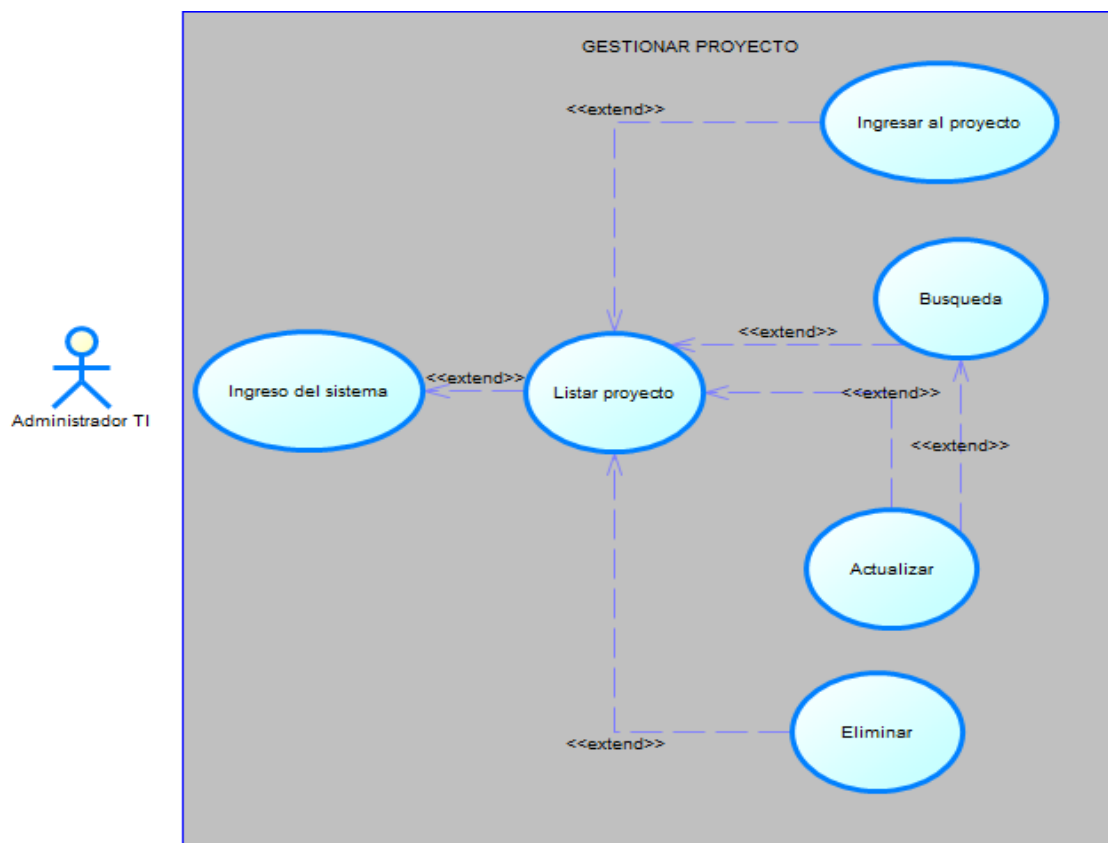 GESTIONAR PROYECTO
<<extend>>
Ingresar al proyecto
Busqueda
<<extend>>
Administrador TI
Ingreso del sistema
<<extend>>
Listar proyecto
<<extend>>
<<extend>>
Actualizar
Eliminar
<<extend>>